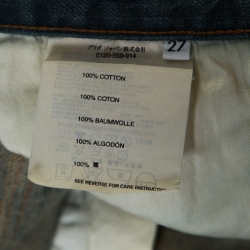 プラダ ジャパン株式会社
0120-559-914
27
100% COTTON
100% COTON
100% BAUMWOLLE
100% ALGODÓN
100% 綿
SEE REVERSE FOR CARE INSTRUCTION